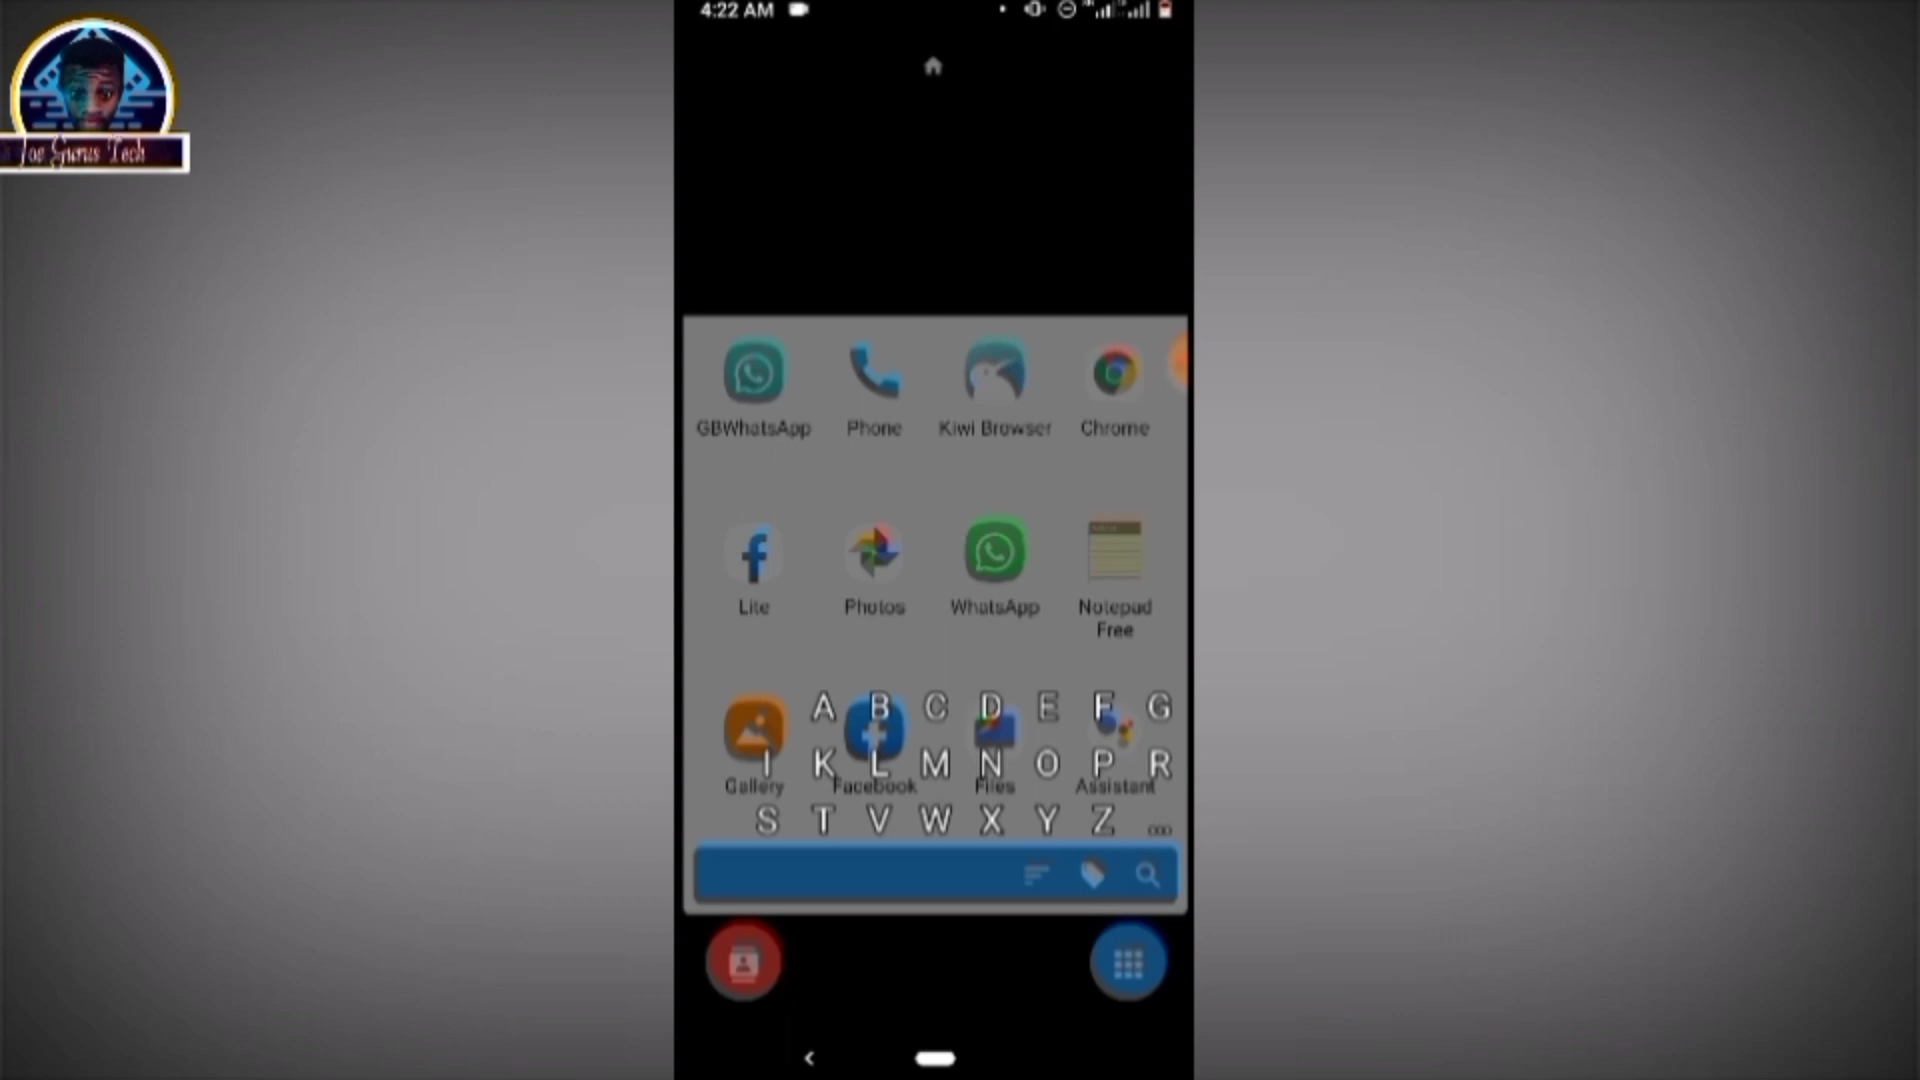 4:22 AM
Joe Gurus Tech
GBWhatsApp Phone Kiwi Browser Chrome
Lite Photos WhatsApp Notepad Free
A B C D E F G
I K L M N O P R
Gallery Facebook Files Assistant
S T V W X Y Z